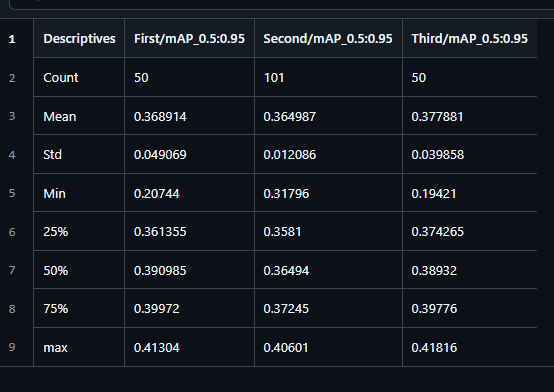 1 Descriptives First/mAP_0.5:0.95 Second/mAP_0.5:0.95 Third/mAP_0.5:0.95
2 Count 50 101 50
3 Mean 0.368914 0.364987 0.377881
4 Std 0.049069 0.012086 0.039858
5 Min 0.20744 0.31796 0.19421
6 25% 0.361355 0.3581 0.374265
7 50% 0.390985 0.36494 0.38932
8 75% 0.39972 0.37245 0.39776
9 max 0.41304 0.40601 0.41816